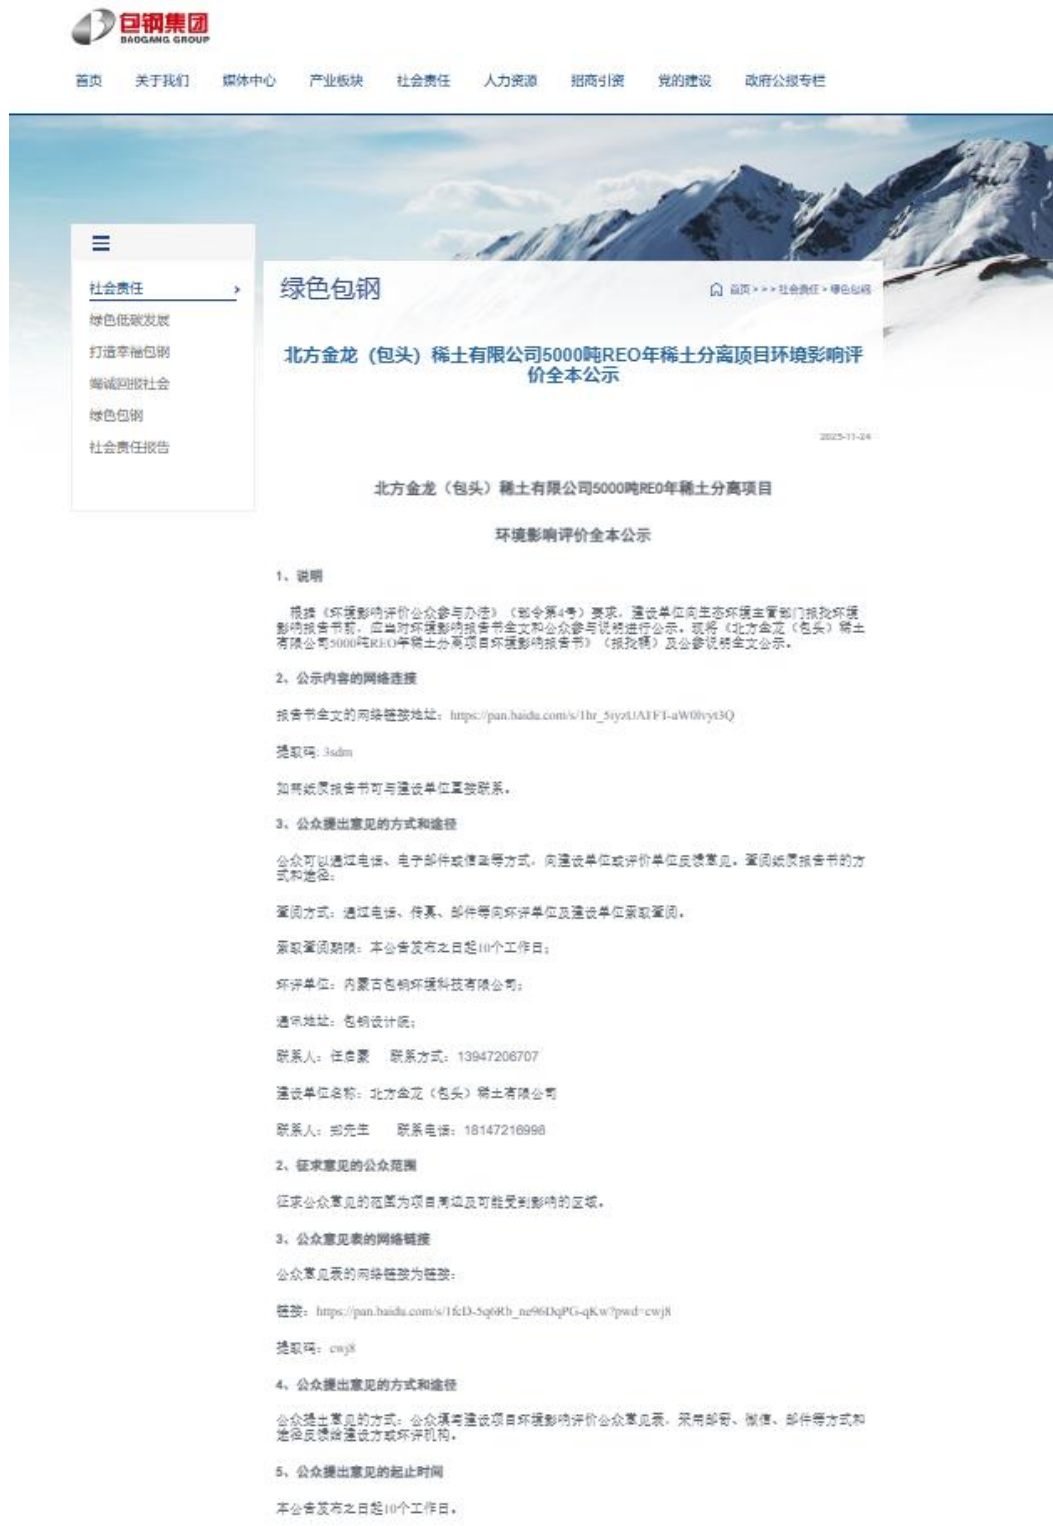 包钢集团
BAOGANG GROUP
首页 关于我们 媒体中心 产业板块 社会责任 人力资源 招商引资 党的建设 政府公报专栏
社会责任 >
绿色低碳发展
打造幸福包钢
竭诚回报社会
绿色包钢
社会责任报告
绿色包钢
首页 > > > 社会责任 > 绿色包钢
北方金龙（包头）稀土有限公司5000吨REO年稀土分离项目环境影响评
价全本公示
2025-11-24
北方金龙（包头）稀土有限公司5000吨REO年稀土分离项目
环境影响评价全本公示
1、说明
根据《环境影响评价公众参与办法》（部令第4号）要求，建设单位向生态环境主管部门报批环境
影响报告书前，应当对环境影响报告书全文和公众参与说明进行公示。现将《北方金龙（包头）稀土
有限公司5000吨REO年稀土分离项目环境影响报告书》（报批稿）及公参说明全文公示。
2、公示内容的网络连接
报告书全文的网络链接地址：
提取码: 3sdm
如需纸质报告书可与建设单位直接联系。
3、公众提出意见的方式和途径
公众可以通过电话、电子邮件或信函等方式，向建设单位或评价单位反馈意见。查阅纸质报告书的方
式和途径：
查阅方式：通过电话、传真、邮件等向环评单位及建设单位索取查阅。
索取查阅期限：本公告发布之日起10个工作日；
环评单位：内蒙古包钢环境科技有限公司；
通讯地址：包钢设计院；
联系人：任启蒙 联系方式：13947206707
建设单位名称：北方金龙（包头）稀土有限公司
联系人：郑先生 联系电话：18147216998
2、征求意见的公众范围
征求公众意见的范围为项目周边及可能受到影响的区域。
3、公众意见表的网络链接
公众意见表的网络链接为链接：
链接：
提取码：cwj8
4、公众提出意见的方式和途径
公众提出意见的方式：公众填写建设项目环境影响评价公众意见表，采用邮寄、微信、邮件等方式和
途径反馈给建设方或环评机构。
5、公众提出意见的起止时间
本公告发布之日起10个工作日。